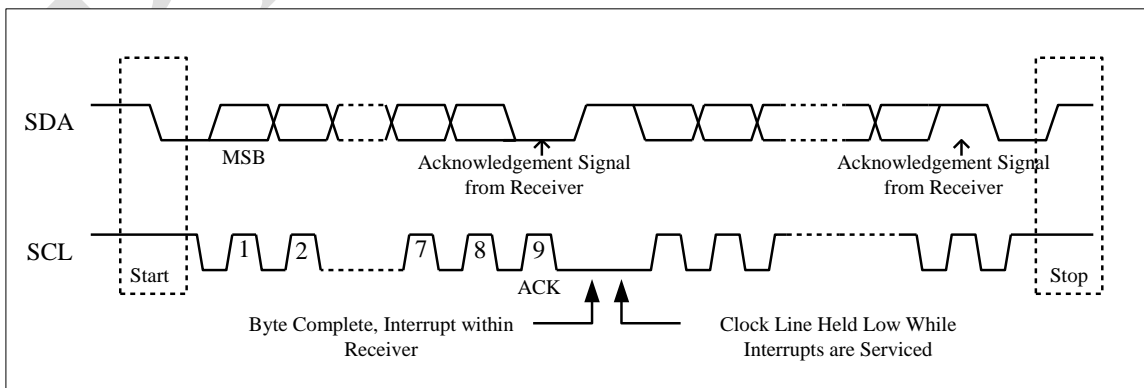 SDA
MSB
Acknowledgement Signal
from Receiver
Acknowledgement Signal
from Receiver
SCL
1
2
7
8
9
Start
ACK
Stop
Byte Complete, Interrupt within
Receiver
Clock Line Held Low While
Interrupts are Serviced